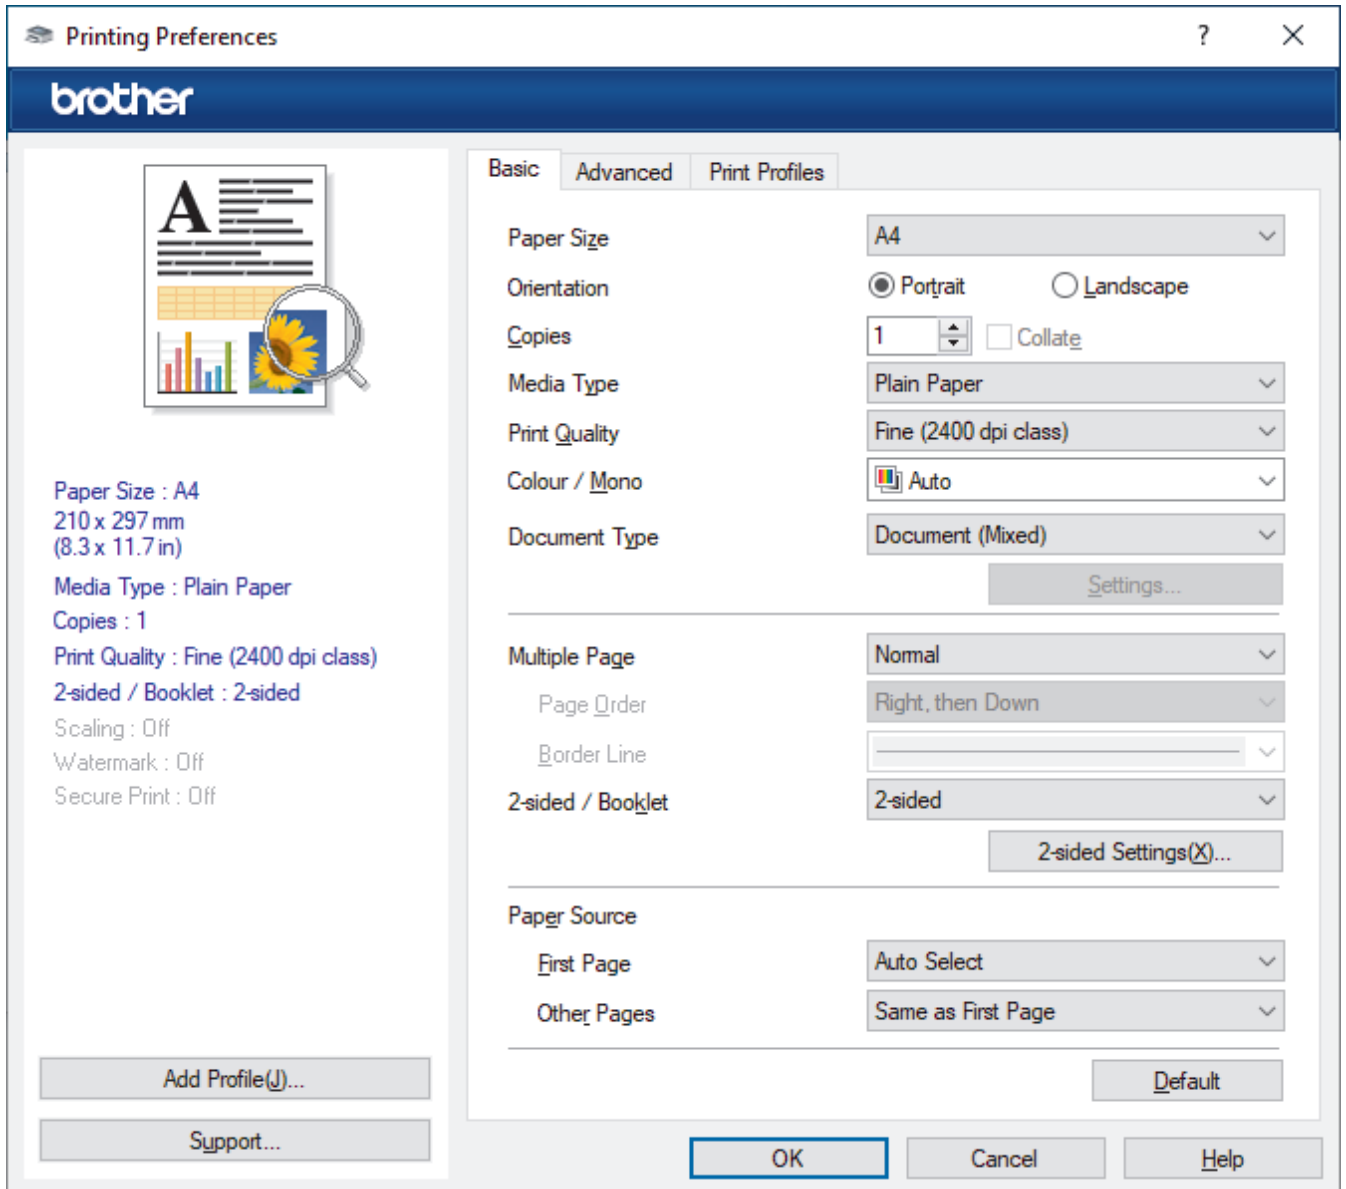 Printing Preferences
?
brother
A
Paper Size : A4
210 x 297 mm
(8.3 x 11.7 in)
Media Type : Plain Paper
Copies : 1
Print Quality : Fine (2400 dpi class)
2-sided / Booklet : 2-sided
Scaling : Off
Watermark : Off
Secure Print : Off
Add Profile(J)...
Support...
Basic Advanced Print Profiles
Paper Size A4
Orientation Portrait Landscape
Copies 1 Collate
Media Type Plain Paper
Print Quality Fine (2400 dpi class)
Colour / Mono Auto
Document Type Document (Mixed)
Settings...
Multiple Page Normal
Page Order Right, then Down
Border Line
2-sided / Booklet 2-sided
2-sided Settings(X)...
Paper Source
First Page Auto Select
Other Pages Same as First Page
Default
OK Cancel Help